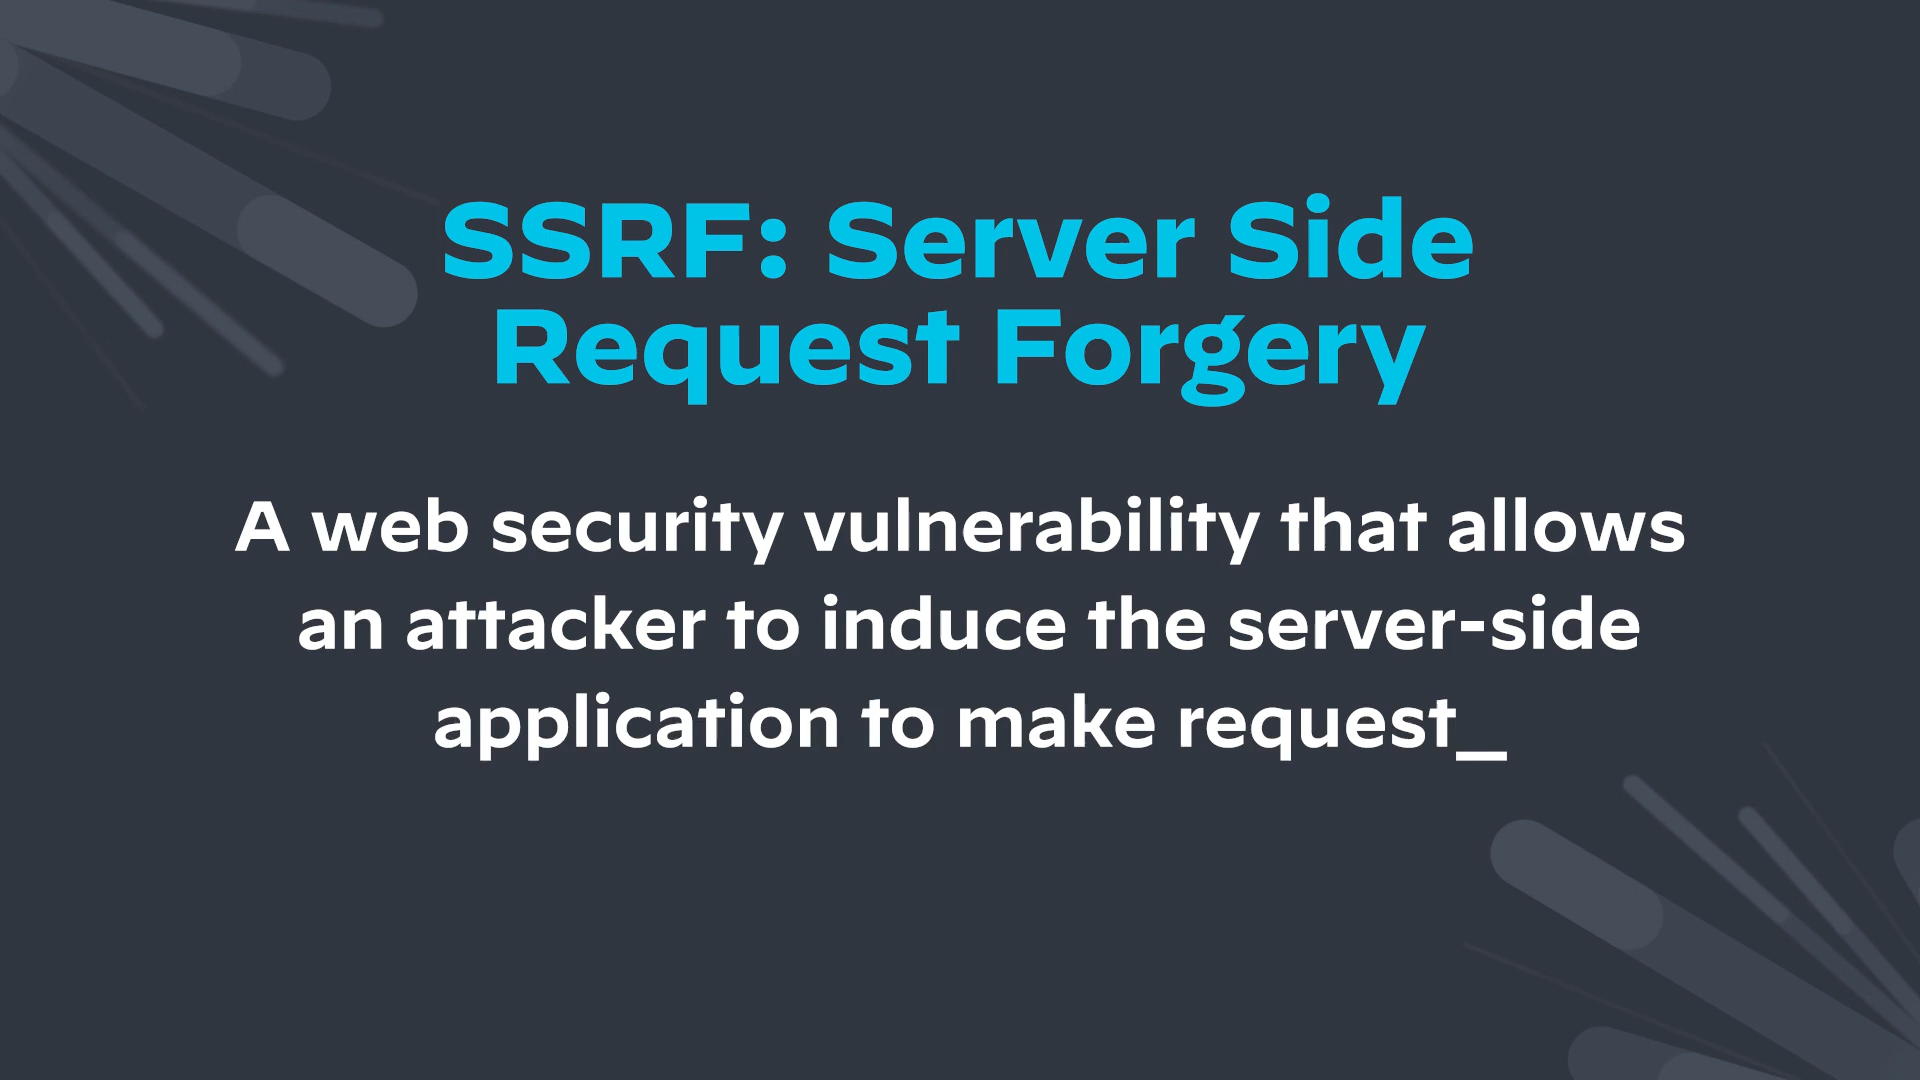 SSRF: Server Side
Request Forgery
A web security vulnerability that allows
an attacker to induce the server-side
application to make request_